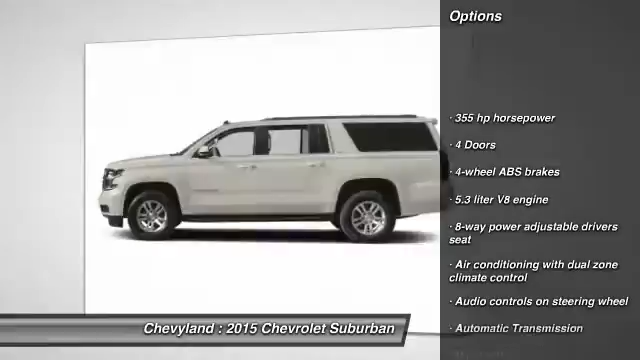 Options
· 355 hp horsepower
· 4 Doors
· 4-wheel ABS brakes
· 5.3 liter V8 engine
· 8-way power adjustable drivers
seat
· Air conditioning with dual zone
climate control
· Audio controls on steering wheel
· Automatic Transmission
Chevyland : 2015 Chevrolet Suburban